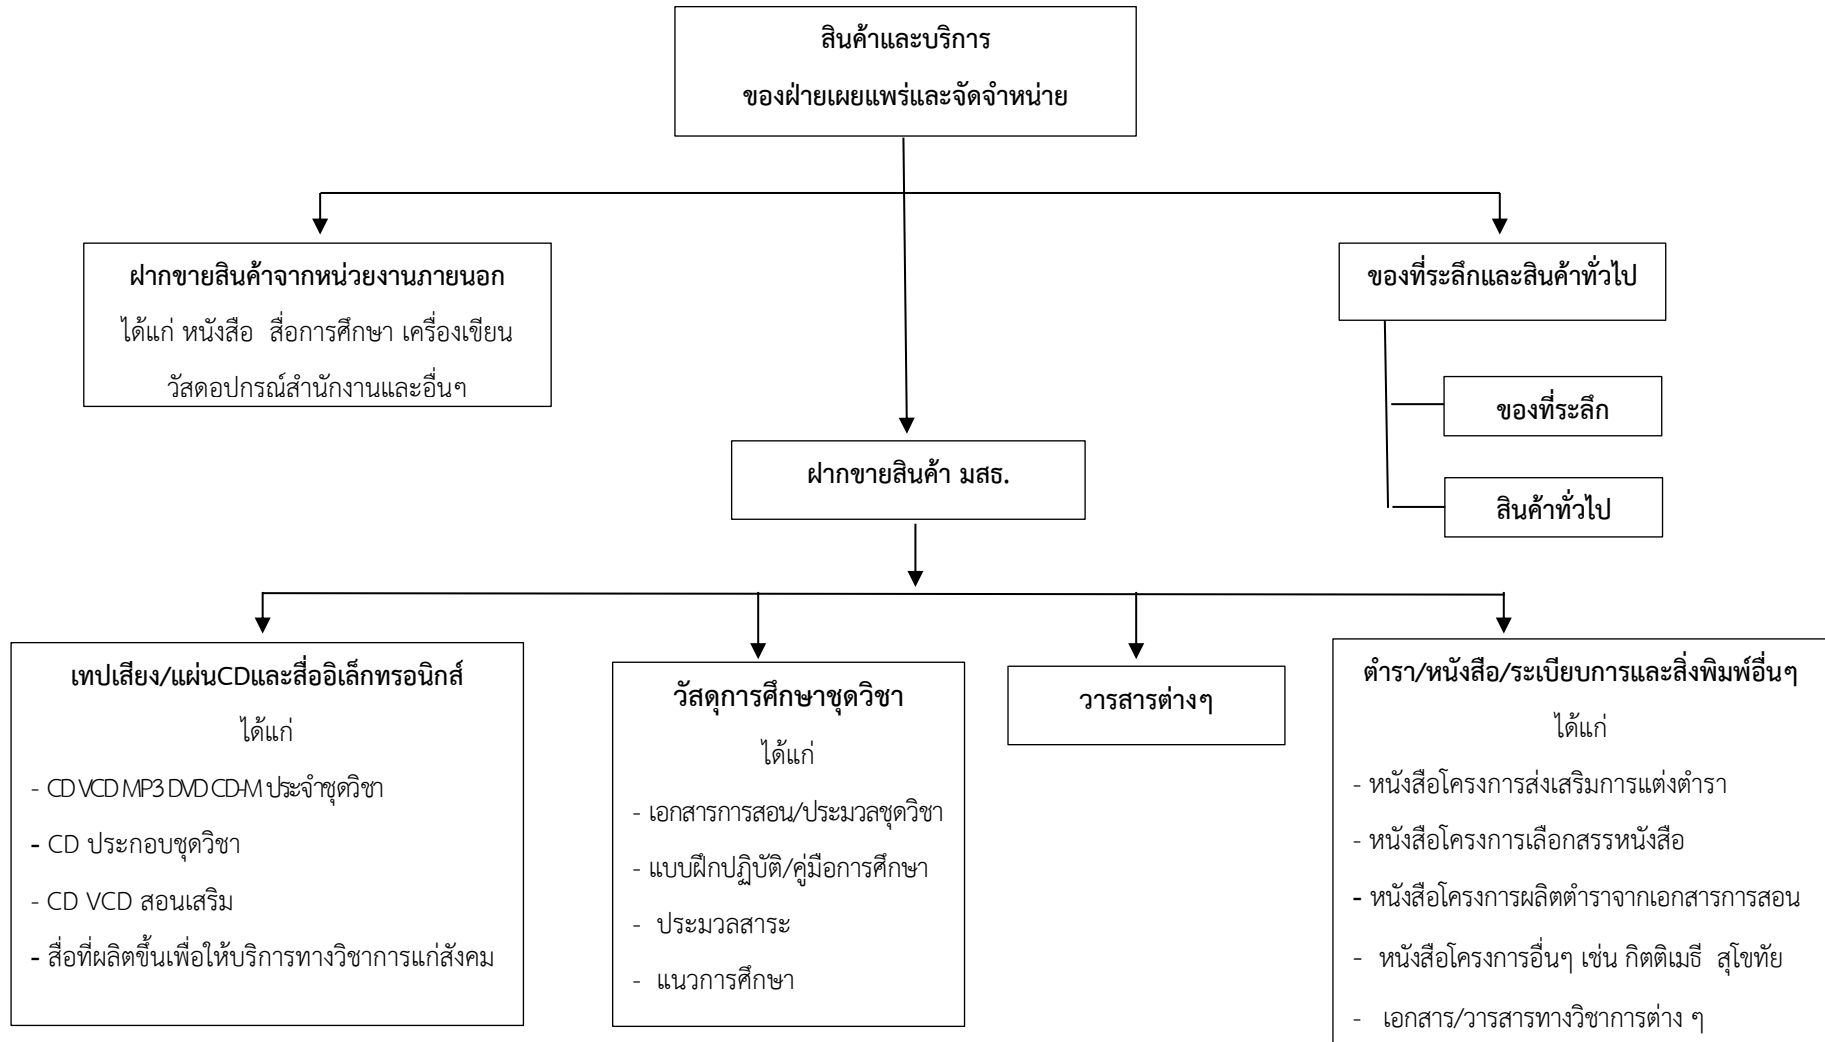 สินค้าและบริการ
ของฝ่ายเผยแพร่และจัดจำหน่าย
ฝากขายสินค้าจากหน่วยงานภายนอก
ได้แก่ หนังสือ สื่อการศึกษา เครื่องเขียน
วัสดอปกรณ์สำนักงานและอื่นๆ
ของที่ระลึกและสินค้าทั่วไป
ของที่ระลึก
สินค้าทั่วไป
ฝากขายสินค้า มสธ.
เทปเสียง/แผ่นCDและสื่ออิเล็กทรอนิกส์
ได้แก่
- CD VCD MP3 DVD CD-M ประจำชุดวิชา
- CD ประกอบชุดวิชา
- CD VCD สอนเสริม
- สื่อที่ผลิตขึ้นเพื่อให้บริการทางวิชาการแก่สังคม
วัสดุการศึกษาชุดวิชา
ได้แก่
- เอกสารการสอน/ประมวลชุดวิชา
- แบบฝึกปฏิบัติ/คู่มือการศึกษา
- ประมวลสาระ
- แนวการศึกษา
วารสารต่างๆ
ตำรา/หนังสือ/ระเบียบการและสิ่งพิมพ์อื่นๆ
ได้แก่
- หนังสือโครงการส่งเสริมการแต่งตำรา
- หนังสือโครงการเลือกสรรหนังสือ
- หนังสือโครงการผลิตตำราจากเอกสารการสอน
- หนังสือโครงการอื่นๆ เช่น กิตติเมธี สุโขทัย
- เอกสาร/วารสารทางวิชาการต่าง ๆ